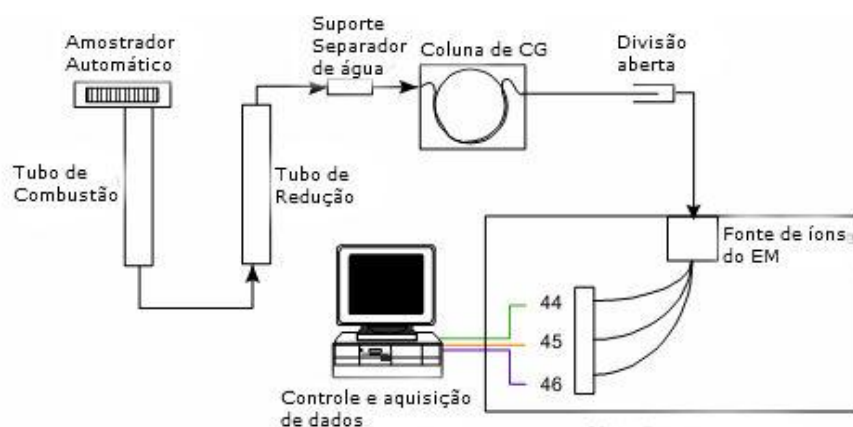 Amostrador
Automático
Suporte
Separador
de água
Coluna de CG
Divisão
aberta
Tubo de
Combustão
Tubo de
Redução
Fonte de íons
do EM
44
45
46
Controle e aquisição
de dados